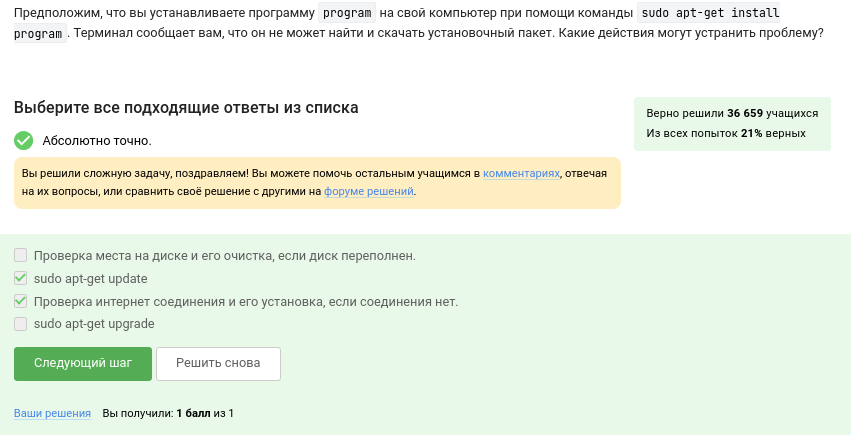 Предположим, что вы устанавливаете программу program на свой компьютер при помощи команды sudo apt-get install
program. Терминал сообщает вам, что он не может найти и скачать установочный пакет. Какие действия могут устранить проблему?
Выберите все подходящие ответы из списка
Верно решили 36 659 учащихся
Из всех попыток 21% верных
Абсолютно точно.
Вы решили сложную задачу, поздравляем! Вы можете помочь остальным учащимся в комментариях, отвечая
на их вопросы, или сравнить своё решение с другими на форуме решений.
Проверка места на диске и его очистка, если диск переполнен.
sudo apt-get update
Проверка интернет соединения и его установка, если соединения нет.
sudo apt-get upgrade
Следующий шаг Решить снова
Ваши решения Вы получили: 1 балл из 1